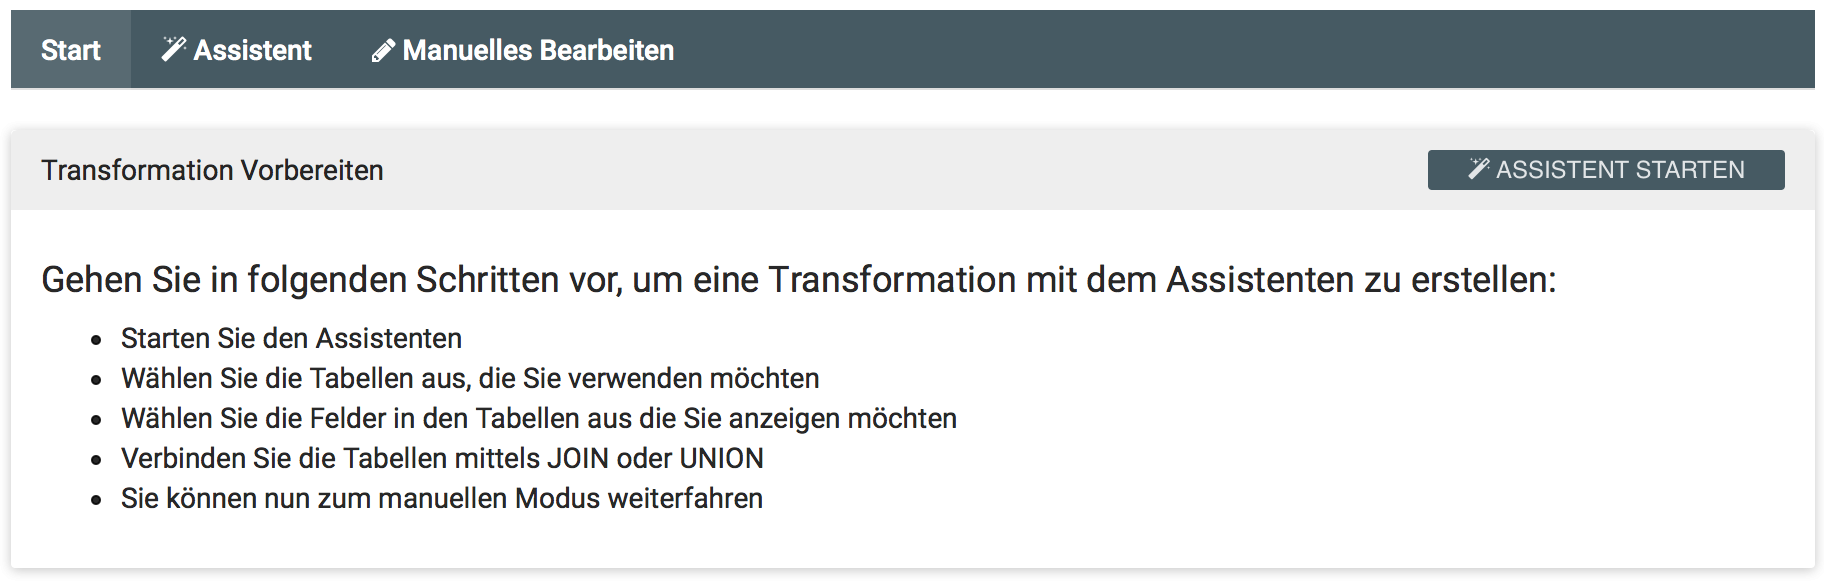 Start Assistent Manuelles Bearbeiten
Transformation Vorbereiten ASSISTENT STARTEN
Gehen Sie in folgenden Schritten vor, um eine Transformation mit dem Assistenten zu erstellen:
• Starten Sie den Assistenten
• Wählen Sie die Tabellen aus, die Sie verwenden möchten
• Wählen Sie die Felder in den Tabellen aus die Sie anzeigen möchten
• Verbinden Sie die Tabellen mittels JOIN oder UNION
• Sie können nun zum manuellen Modus weiterfahren